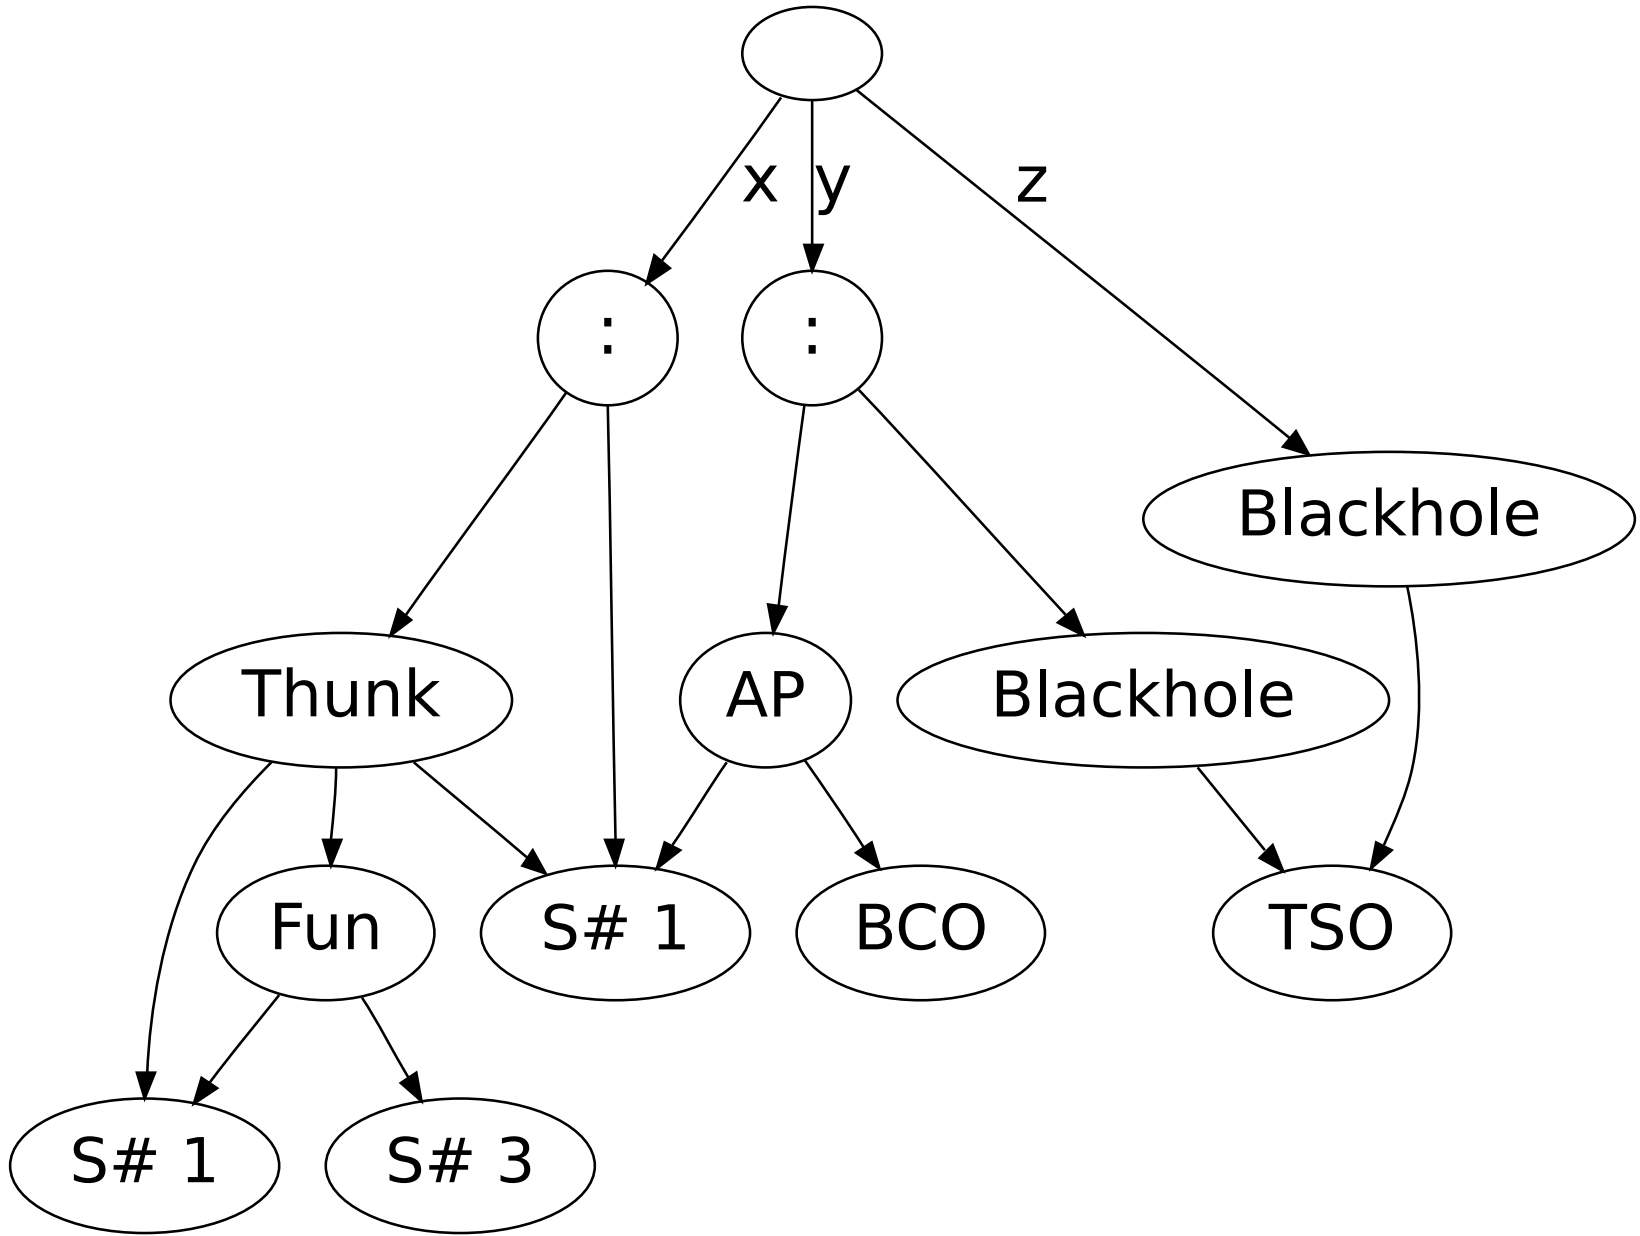 x y z
:
:
Blackhole
Thunk
AP
Blackhole
Fun
S# 1
BCO
TSO
S# 1
S# 3